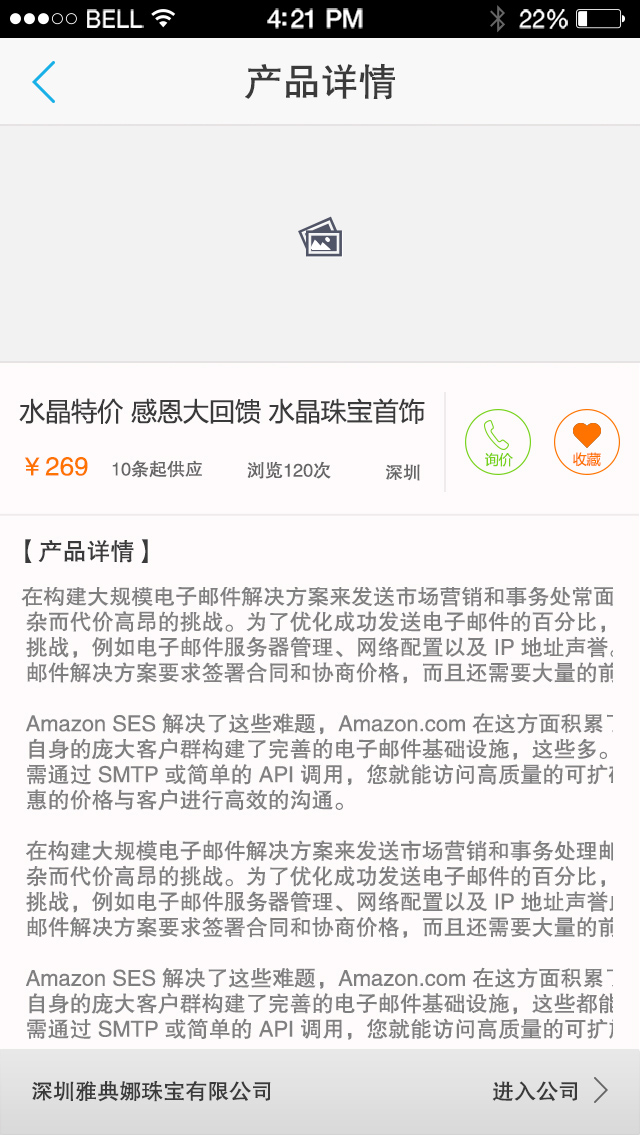 BELL 4:21 PM 22%
产品详情
水晶特价 感恩大回馈 水晶珠宝首饰
¥269 10条起供应 浏览120次 深圳
询价 收藏
【产品详情】
在构建大规模电子邮件解决方案来发送市场营销和事务处常面
杂而代价高昂的挑战。为了优化成功发送电子邮件的百分比，
挑战，例如电子邮件服务器管理、网络配置以及 IP 地址声誉。
邮件解决方案要求签署合同和协商价格，而且还需要大量的前
Amazon SES 解决了这些难题，Amazon.com 在这方面积累了
自身的庞大客户群构建了完善的电子邮件基础设施，这些多。
需通过 SMTP 或简单的 API 调用，您就能访问高质量的可扩
惠的价格与客户进行高效的沟通。
在构建大规模电子邮件解决方案来发送市场营销和事务处理邮
杂而代价高昂的挑战。为了优化成功发送电子邮件的百分比，
挑战，例如电子邮件服务器管理、网络配置以及 IP 地址声誉
邮件解决方案要求签署合同和协商价格，而且还需要大量的前
Amazon SES 解决了这些难题，Amazon.com 在这方面积累了
自身的庞大客户群构建了完善的电子邮件基础设施，这些都能
需通过 SMTP 或简单的 API 调用，您就能访问高质量的可扩
深圳雅典娜珠宝有限公司 进入公司